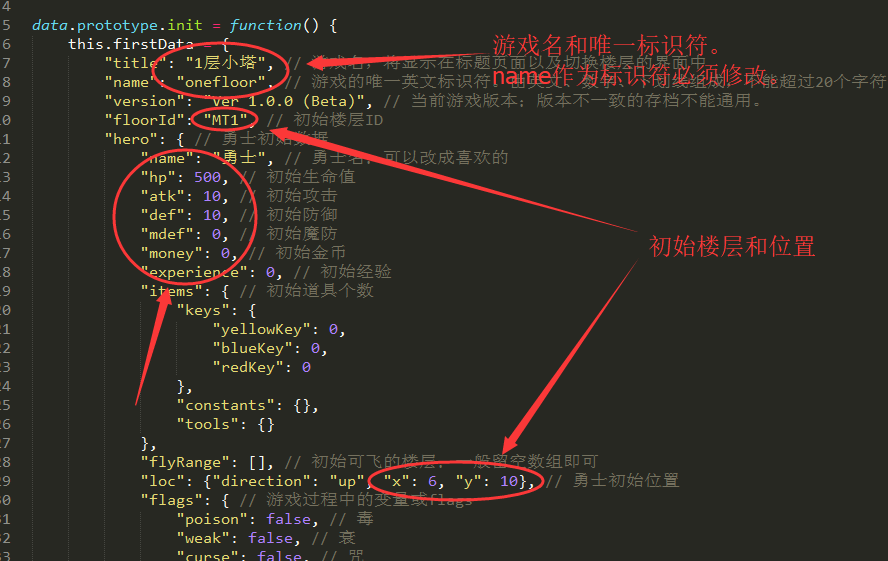 4
5 data.prototype.init = function() {
6 this.firstData = {
7 "title": "1层小塔", // 游戏名，将显示在标题页面以及切换楼层的界面中
游戏名和唯一标识符。
8 "name": "onefloor", // 游戏的唯一英文标识符。由英文、数字、下划线组成，不能超过20个字符
name作为标识符必须修改。
9 "version": "Ver 1.0.0 (Beta)", // 当前游戏版本；版本不一致的存档不能通用。
10 "floorId": "MT1", // 初始楼层ID
11 "hero": { // 勇士初始数据
12 "name": "勇士", // 勇士名；可以改成喜欢的
13 "hp": 500, // 初始生命值
14 "atk": 10, // 初始攻击
15 "def": 10, // 初始防御
16 "mdef": 0, // 初始魔防
17 "money": 0, // 初始金币
初始楼层和位置
18 "experience": 0, // 初始经验
19 "items": { // 初始道具个数
20 "keys": {
21 "yellowKey": 0,
22 "blueKey": 0,
23 "redKey": 0
24 },
25 "constants": {},
26 "tools": {}
27 },
28 "flyRange": [], // 初始可飞的楼层；一般留空数组即可
29 "loc": {"direction": "up", "x": 6, "y": 10}, // 勇士初始位置
30 "flags": { // 游戏过程中的变量或flags
31 "poison": false, // 毒
32 "weak": false, // 衰
33 "curse": false, // 咒